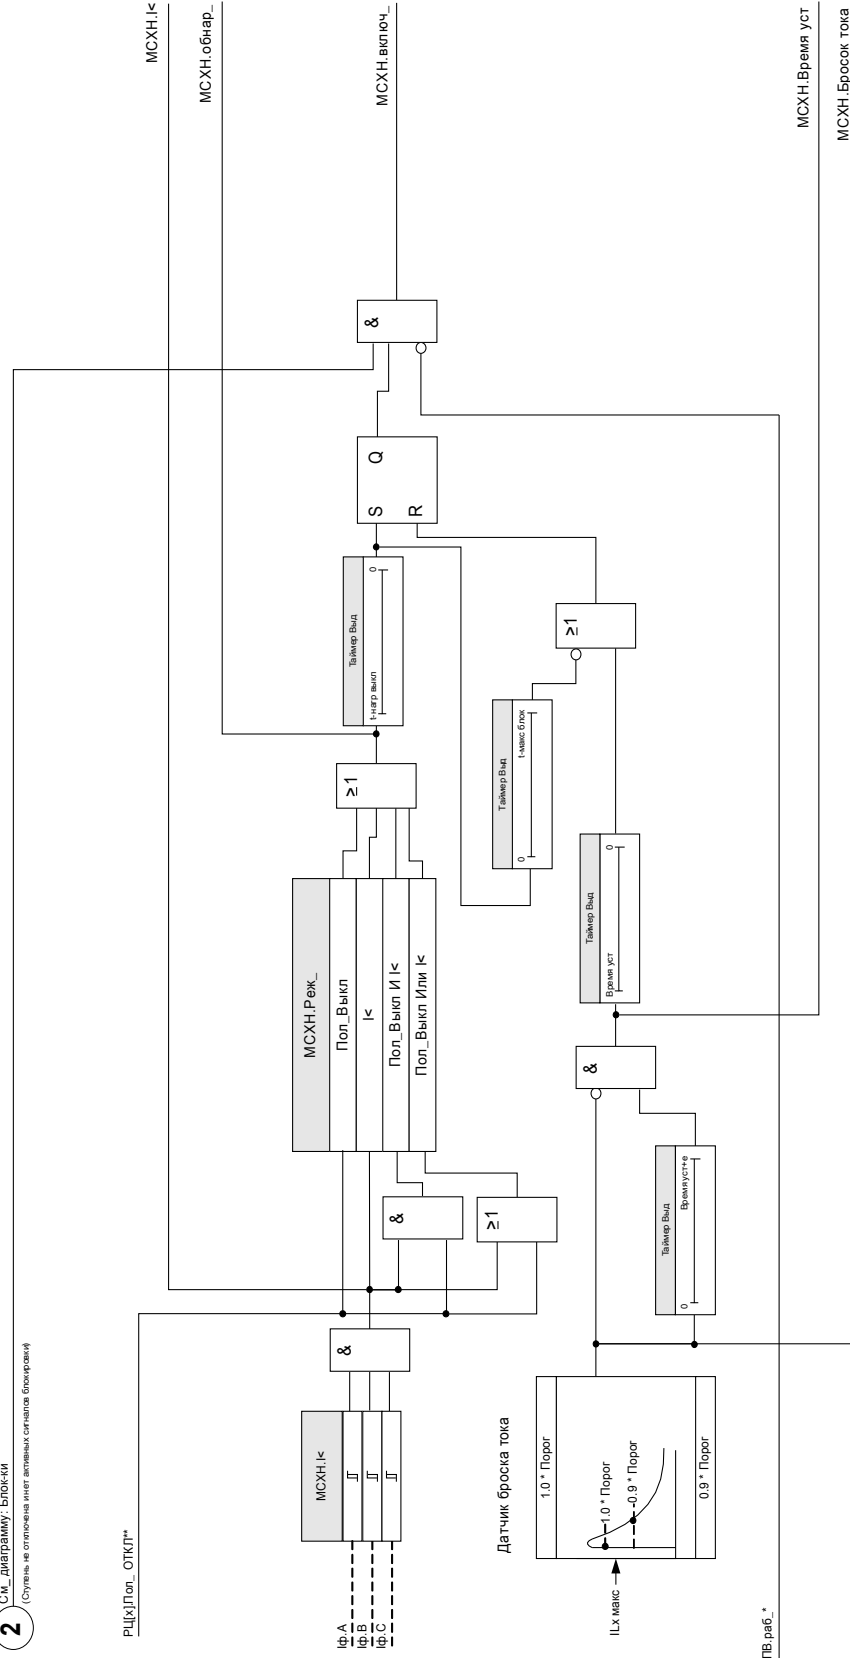 2
См_ диаграмму: Блок-ки
(Ступень не отключена и нет активных сигналов блокировки)
РЦ[x].Пол_ ОТКЛ**
МСХН.I<
МСХН.обнар_
МСХН.включ_
Iф.A
Iф.B
Iф.C
МСХН.I<
&
МСХН.Реж_
Пол_Выкл
I<
Пол_Выкл И I<
Пол_Выкл Или I<
&
≥1
≥1
Таймер Выд
t-нагр выкл
0
S
R
Q
&
Таймер Выд
0
t-макс блок
≥1
Датчик броска тока
1.0 * Порог
1.0 * Порог
0.9 * Порог
0.9 * Порог
ILx макс
Таймер Выд
0
Время уст+e
&
Таймер Выд
Время уст
0
ПВ.раб_*
МСХН.Время уст
МСХН.Бросок тока